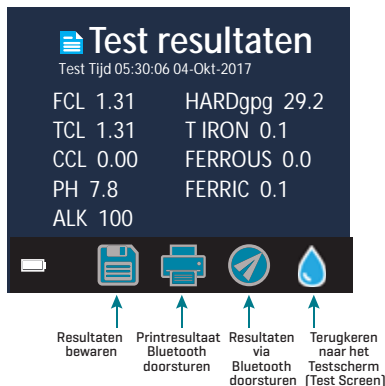 Test resultaten
Test Tijd 05:30:06 04-Okt-2017
FCL 1.31 HARDgpg 29.2
TCL 1.31 T IRON 0.1
CCL 0.00 FERROUS 0.0
PH 7.8 FERRIC 0.1
ALK 100
Resultaten bewaren
Printresultaat Bluetooth doorsturen
Resultaten via Bluetooth doorsturen
Terugkeren naar het Testscherm (Test Screen)